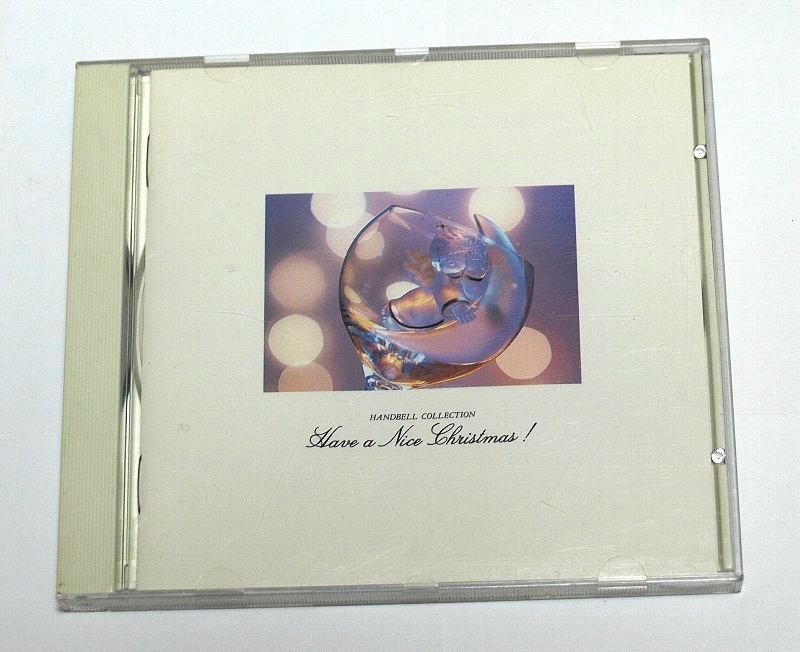 HANDBELL COLLECTION
Have a Nice Christmas!